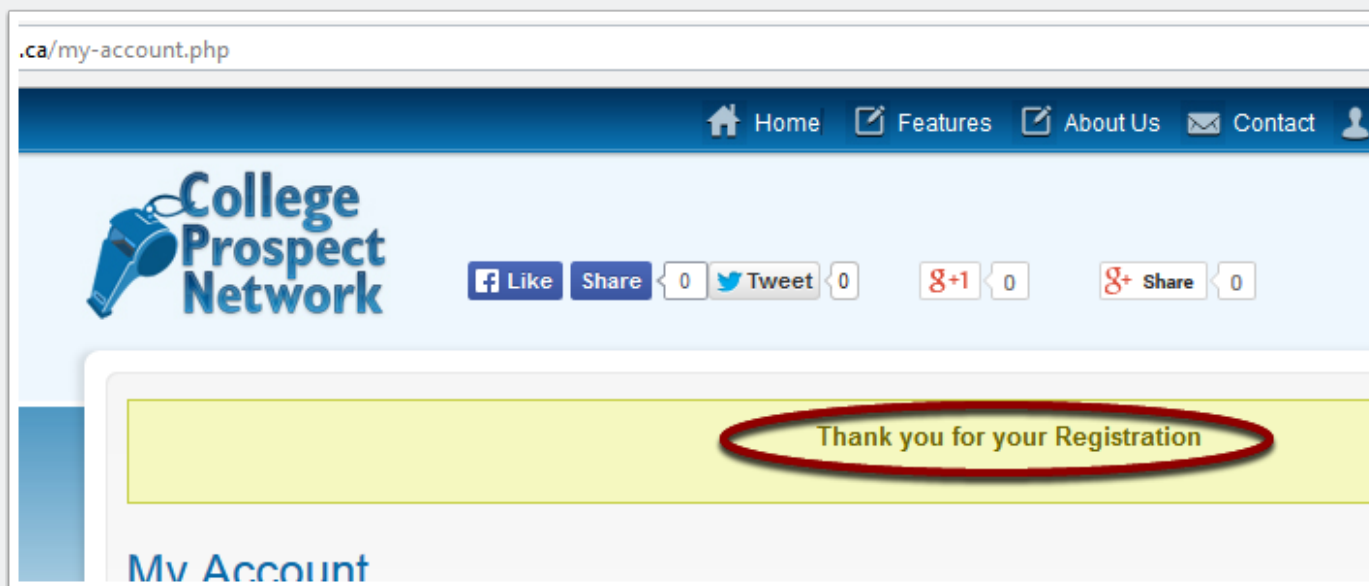 .ca/my-account.php
Home Features About Us Contact
College
Prospect
Network
Like Share 0 Tweet 0 g+1 0 g+ Share 0
Thank you for your Registration
My Account